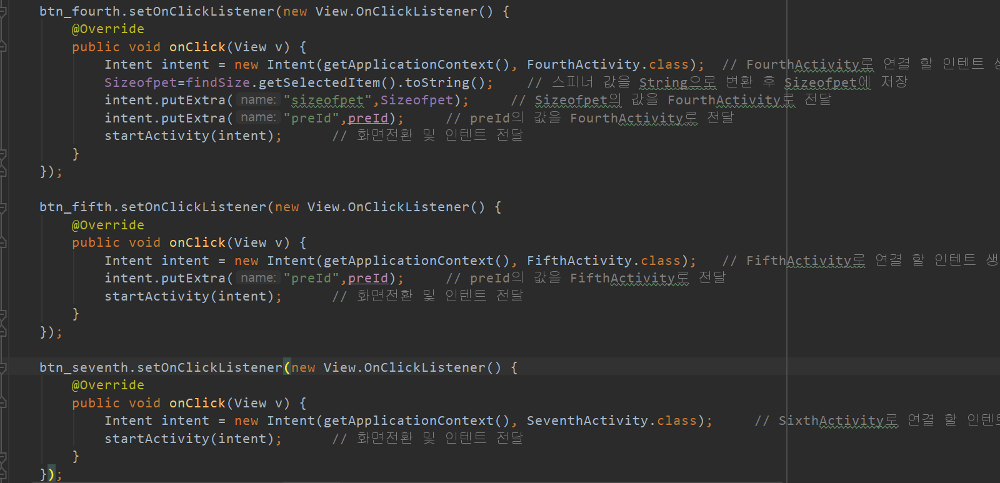 btn_fourth.setOnClickListener(new View.OnClickListener() {
@Override
public void onClick(View v) {
Intent intent = new Intent(getApplicationContext(), FourthActivity.class);  // FourthActivity로 연결 할 인텐트
Sizeofpet=findSize.getSelectedItem().toString();    // 스피너 값을 String으로 변환 후 Sizeofpet에 저장
intent.putExtra( name: "sizeofpet",Sizeofpet);     // Sizeofpet의 값을 FourthActivity로 전달
intent.putExtra( name: "preId",preId);     // preId의 값을 FourthActivity로 전달
startActivity(intent);      // 화면전환 및 인텐트 전달
}
});
btn_fifth.setOnClickListener(new View.OnClickListener() {
@Override
public void onClick(View v) {
Intent intent = new Intent(getApplicationContext(), FifthActivity.class);   // FifthActivity로 연결 할 인텐트
intent.putExtra( name: "preId",preId);     // preId의 값을 FifthActivity로 전달
startActivity(intent);      // 화면전환 및 인텐트 전달
}
});
btn_seventh.setOnClickListener(new View.OnClickListener() {
@Override
public void onClick(View v) {
Intent intent = new Intent(getApplicationContext(), SeventhActivity.class);     // SixthActivity로 연결 할
startActivity(intent);      // 화면전환 및 인텐트 전달
}
});